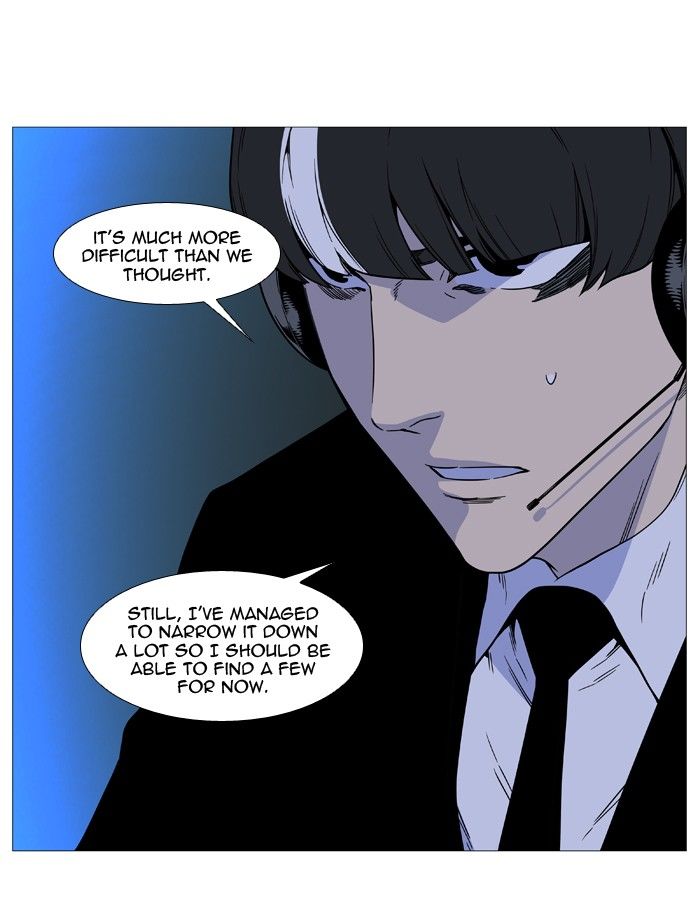 IT'S MUCH MORE
DIFFICULT THAN WE
THOUGHT.
STILL, I'VE MANAGED
TO NARROW IT DOWN
A LOT SO I SHOULD BE
ABLE TO FIND A FEW
FOR NOW.